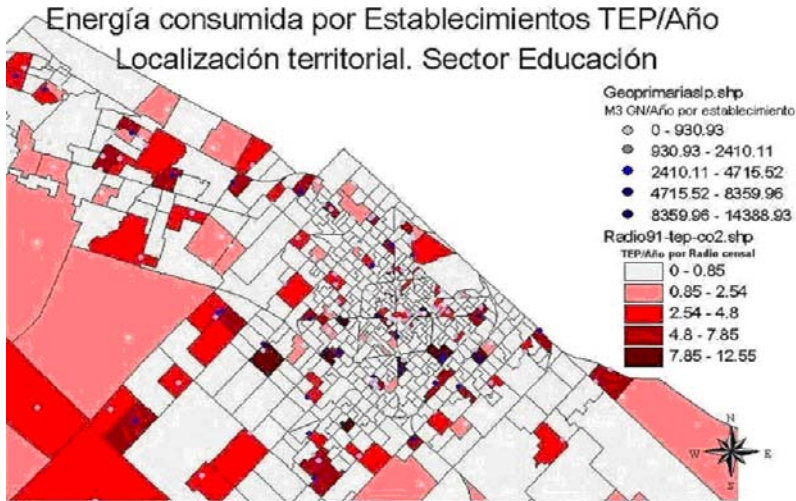 Energía consumida por Establecimientos TEP/Año
Localización territorial. Sector Educación
Geoprimariaslp.shp
M3 GN/Año por establecimiento
0 - 930.93
930.93 - 2410.11
2410.11 - 4715.52
4715.52 - 8359.96
8359.96 - 14388.93
Radio91-tep-co2.shp
TEP/Año por Radio censal
0 - 0.85
0.85 - 2.54
2.54 - 4.8
4.8 - 7.85
7.85 - 12.55
N
W E
S